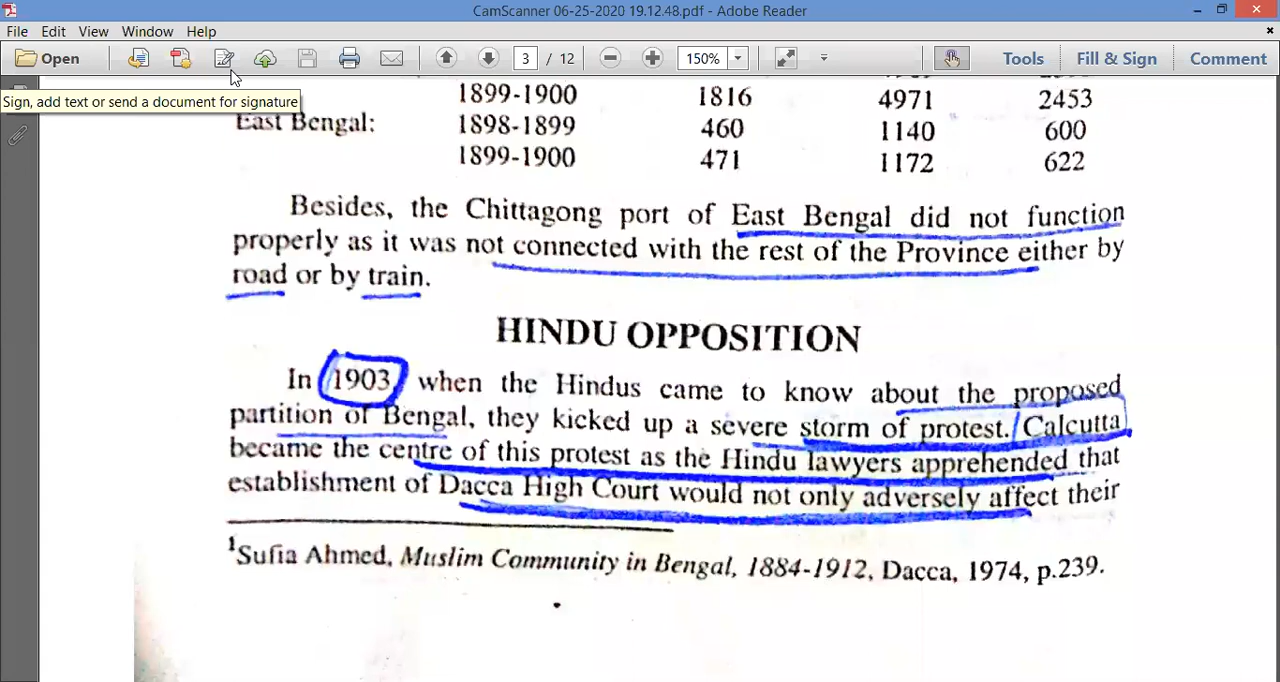 CamScanner 06-25-2020 19.12.48.pdf - Adobe Reader
File Edit View Window Help
Open 3 / 12 150% Tools Fill & Sign Comment
Sign, add text or send a document for signature
1899-1900 1816 4971 2453
East Bengal: 1898-1899 460 1140 600
1899-1900 471 1172 622
Besides, the Chittagong port of East Bengal did not function
properly as it was not connected with the rest of the Province either by
road or by train.
HINDU OPPOSITION
In 1903, when the Hindus came to know about the proposed
partition of Bengal, they kicked up a severe storm of protest. Calcutta
became the centre of this protest as the Hindu lawyers apprehended that
establishment of Dacca High Court would not only adversely affect their
1Sufia Ahmed, Muslim Community in Bengal, 1884-1912, Dacca, 1974, p.239.